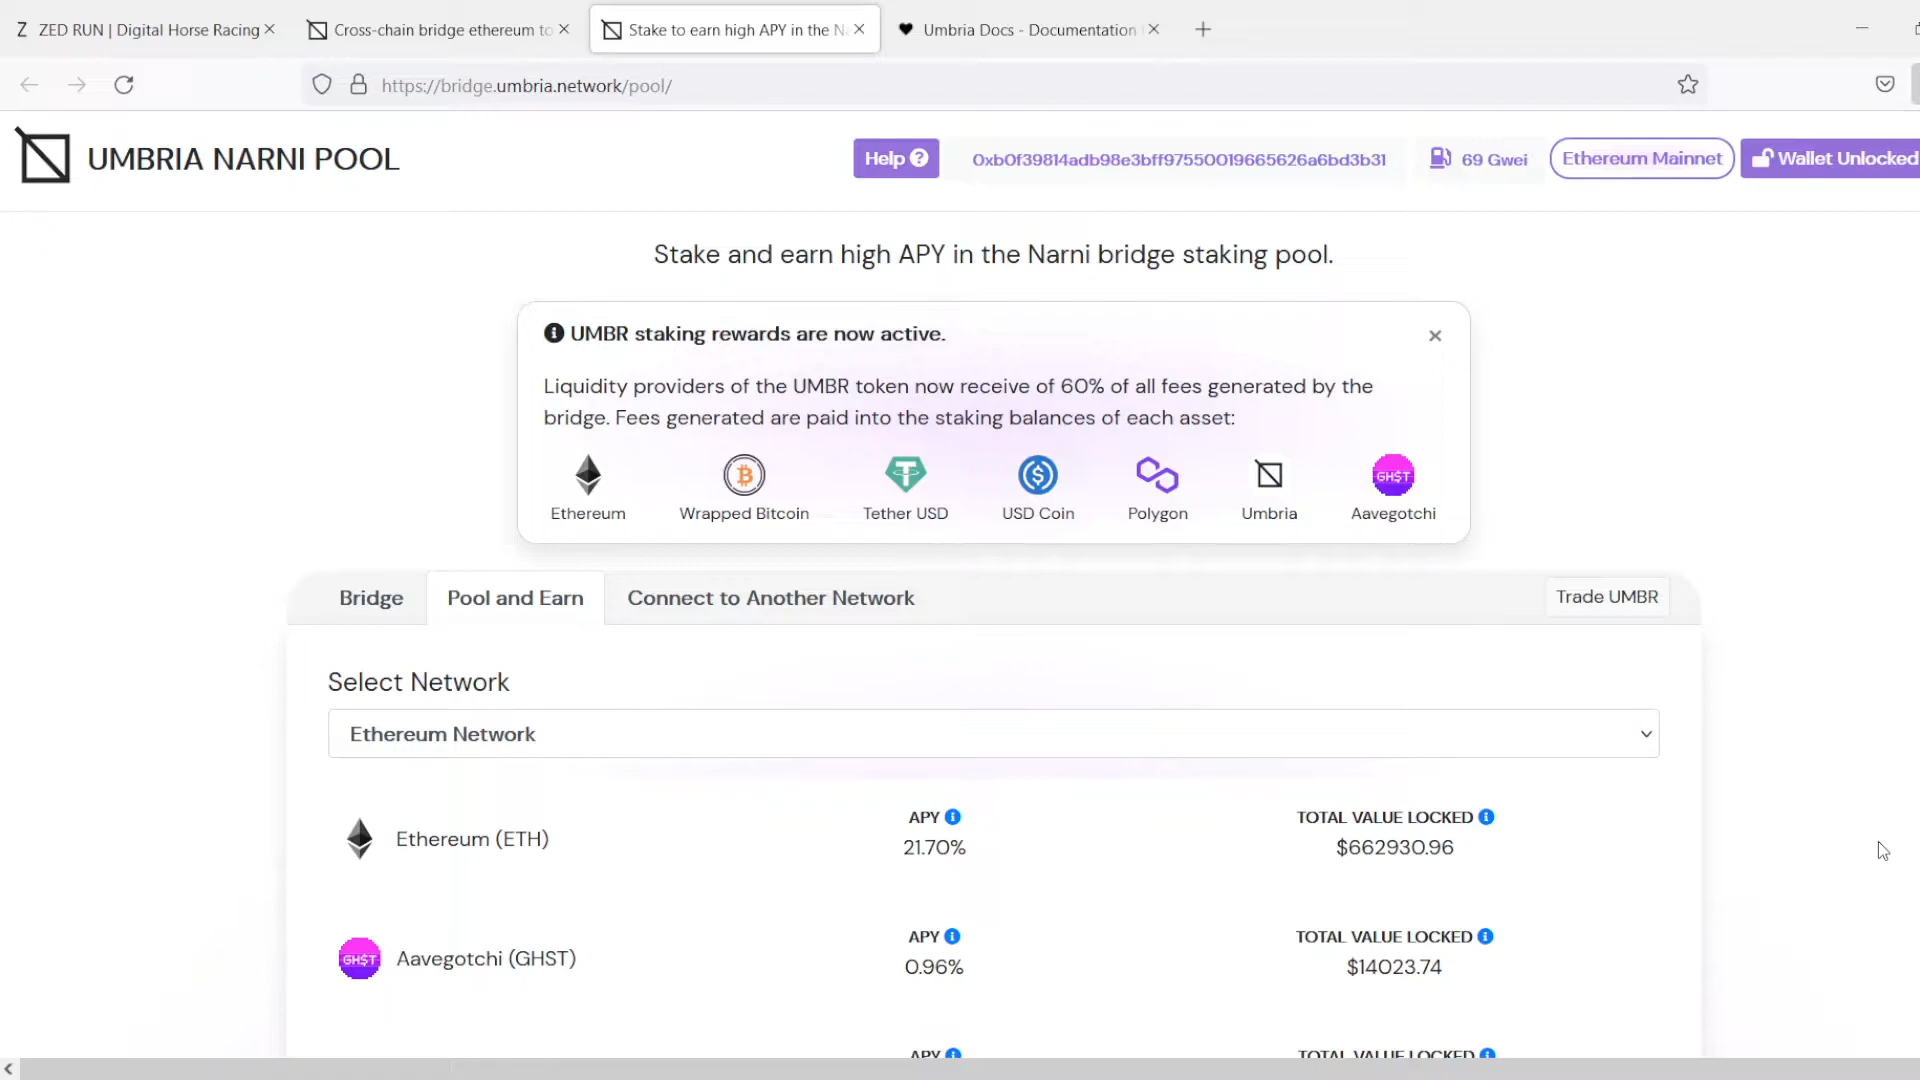 ZED RUN | Digital Horse Racing
Cross-chain bridge ethereum to
Stake to earn high APY in the N
Umbria Docs - Documentation
https://bridge.umbria.network/pool/
UMBRIA NARNI POOL
Help ?
0xb0f39814adb98e3bff97550019665626a6bd3b31
69 Gwei
Ethereum Mainnet
Wallet Unlocked
Stake and earn high APY in the Narni bridge staking pool.
UMBR staking rewards are now active.
Liquidity providers of the UMBR token now receive of 60% of all fees generated by the
bridge. Fees generated are paid into the staking balances of each asset:
GH$T
Ethereum
Wrapped Bitcoin
Tether USD
USD Coin
Polygon
Umbria
Aavegotchi
Bridge
Pool and Earn
Connect to Another Network
Trade UMBR
Select Network
Ethereum Network
Ethereum (ETH)
APY
21.70%
TOTAL VALUE LOCKED
$662930.96
GH$T
Aavegotchi (GHST)
APY
0.96%
TOTAL VALUE LOCKED
$14023.74
APY
TOTAL VALUE LOCKED